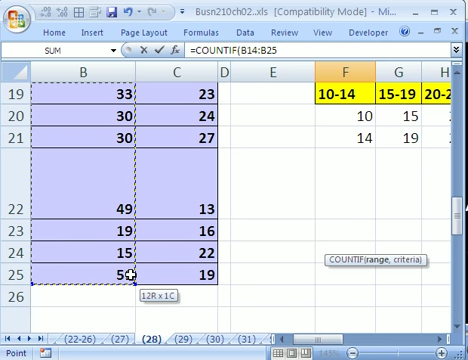 Busn210ch02..xls [Compatibility Mode] - Mi...
Home Insert Page Layout Formulas Data Review View Developer
SUM =COUNTIF(B14:B25
B C D E F G H
19 33 23 10-14 15-19 20-2
20 30 24 10 15
21 30 27 14 19
22 49 13
23 19 16
24 15 22
COUNTIF(range, criteria)
25 19
26 12R x 1C
(22-26) (27) (28) (29) (30) (31)
Point 145%